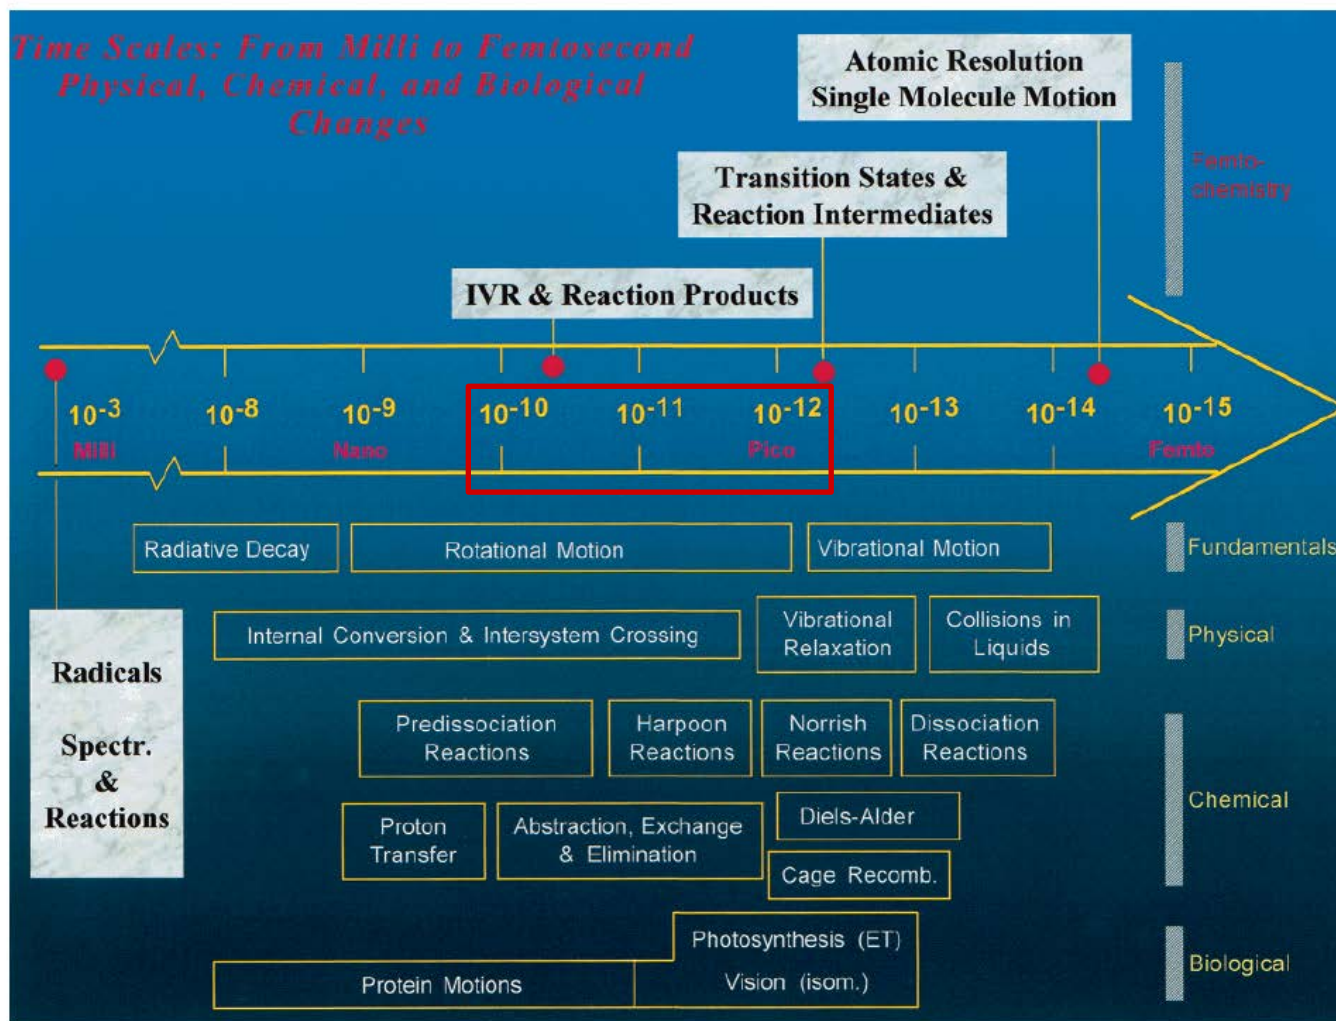 Time Scales: From Milli to Femtosecond
Physical, Chemical, and Biological
Changes
Atomic Resolution
Single Molecule Motion
Femto-
chemistry
Transition States &
Reaction Intermediates
IVR & Reaction Products
10-3 10-8 10-9 10-10 10-11 10-12 10-13 10-14 10-15
Milli Nano Pico Femto
Radiative Decay Rotational Motion Vibrational Motion Fundamentals
Internal Conversion & Intersystem Crossing
Vibrational
Relaxation
Collisions in
Liquids
Physical
Radicals
Spectr.
&
Reactions
Predissociation
Reactions
Harpoon
Reactions
Norrish
Reactions
Dissociation
Reactions
Chemical
Proton
Transfer
Abstraction, Exchange
& Elimination
Diels-Alder
Cage Recomb.
Photosynthesis (ET)
Vision (isom.)
Protein Motions
Biological